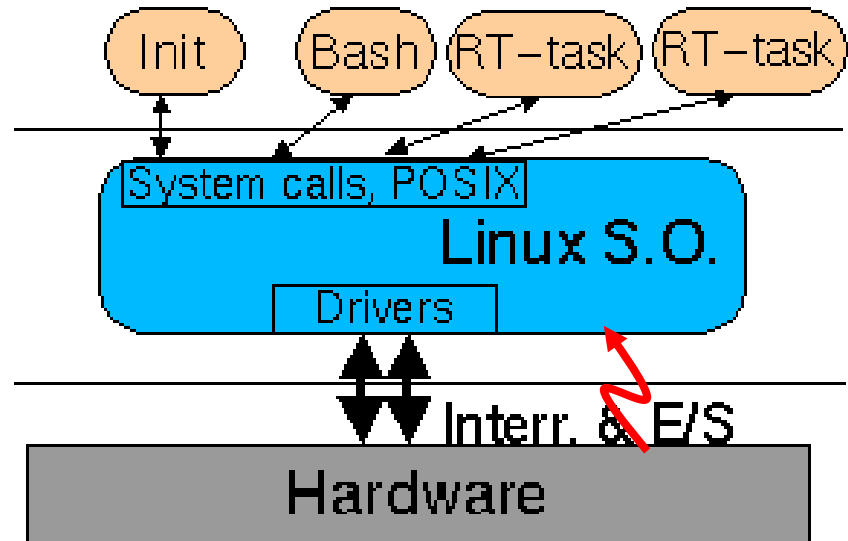 Init Bash RT-task RT-task
System calls, POSIX
Linux S.O.
Drivers
Interr. & E/S
Hardware